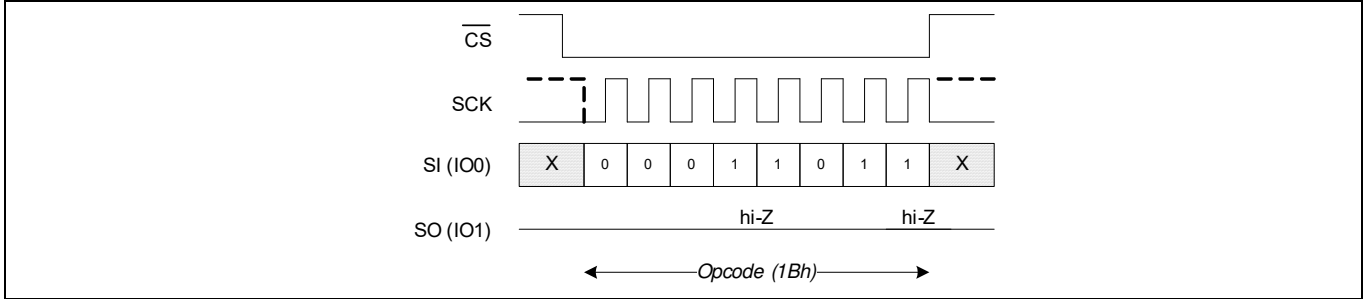 CS
SCK
SI (IO0) X 0 0 0 1 1 0 1 1 X
hi-Z hi-Z
SO (IO1)
Opcode (1Bh)